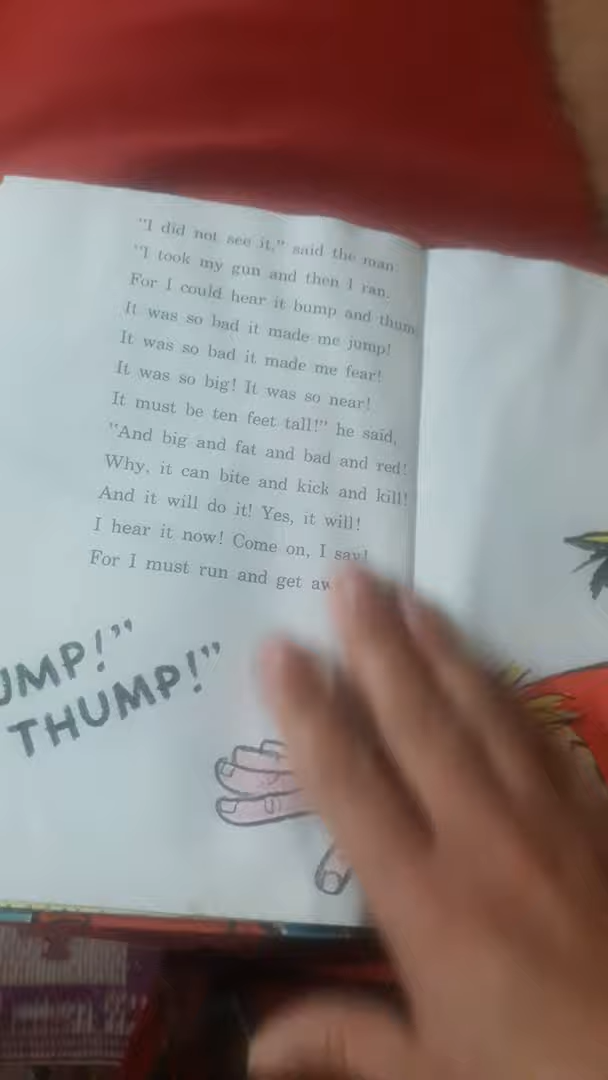 "I did not see it," said the man.
"I took my gun and then I ran.
For I could hear it bump and thum
It was so bad it made me jump!
It was so bad it made me fear!
It was so big! It was so near!
It must be ten feet tall!" he said,
"And big and fat and bad and red!
Why, it can bite and kick and kill!
And it will do it! Yes, it will!
I hear it now! Come on, I say!
For I must run and get aw
UMP!"
THUMP!"